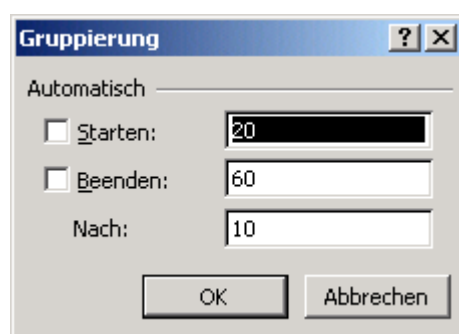 Gruppierung
Automatisch
Starten: 20
Beenden: 60
Nach: 10
OK Abbrechen